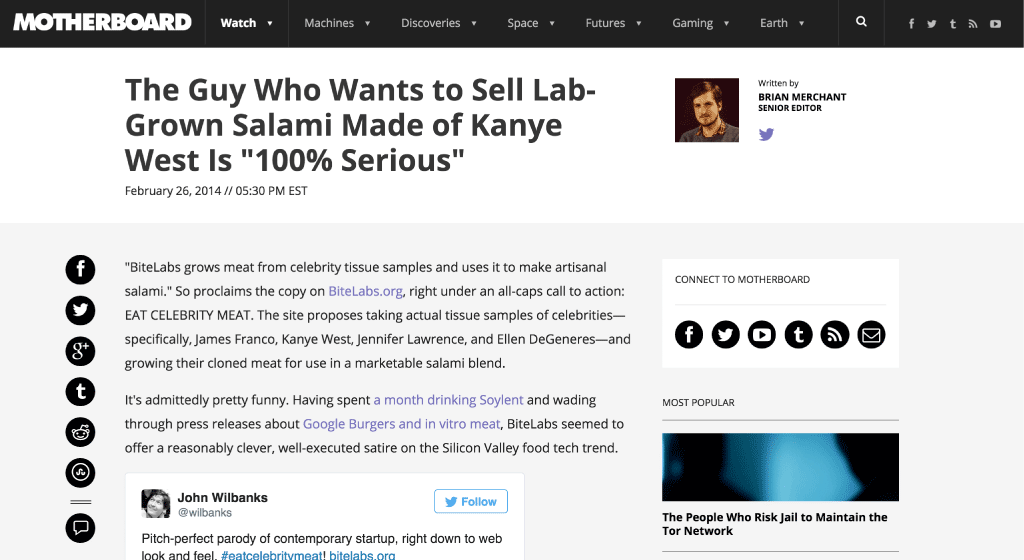 MOTHERBOARD
Watch ▾
Machines ▾
Discoveries ▾
Space ▾
Futures ▾
Gaming ▾
Earth ▾
The Guy Who Wants to Sell Lab-
Grown Salami Made of Kanye
West Is "100% Serious"
February 26, 2014 // 05:30 PM EST
Written by
BRIAN MERCHANT
SENIOR EDITOR
"BiteLabs grows meat from celebrity tissue samples and uses it to make artisanal
salami." So proclaims the copy on BiteLabs.org, right under an all-caps call to action:
EAT CELEBRITY MEAT. The site proposes taking actual tissue samples of celebrities—
specifically, James Franco, Kanye West, Jennifer Lawrence, and Ellen DeGeneres—and
growing their cloned meat for use in a marketable salami blend.
It's admittedly pretty funny. Having spent a month drinking Soylent and wading
through press releases about Google Burgers and in vitro meat, BiteLabs seemed to
offer a reasonably clever, well-executed satire on the Silicon Valley food tech trend.
John Wilbanks
@wilbanks
Follow
Pitch-perfect parody of contemporary startup, right down to web
look and feel. #eatcelebritymeat! bitelabs.org
CONNECT TO MOTHERBOARD
MOST POPULAR
The People Who Risk Jail to Maintain the
Tor Network